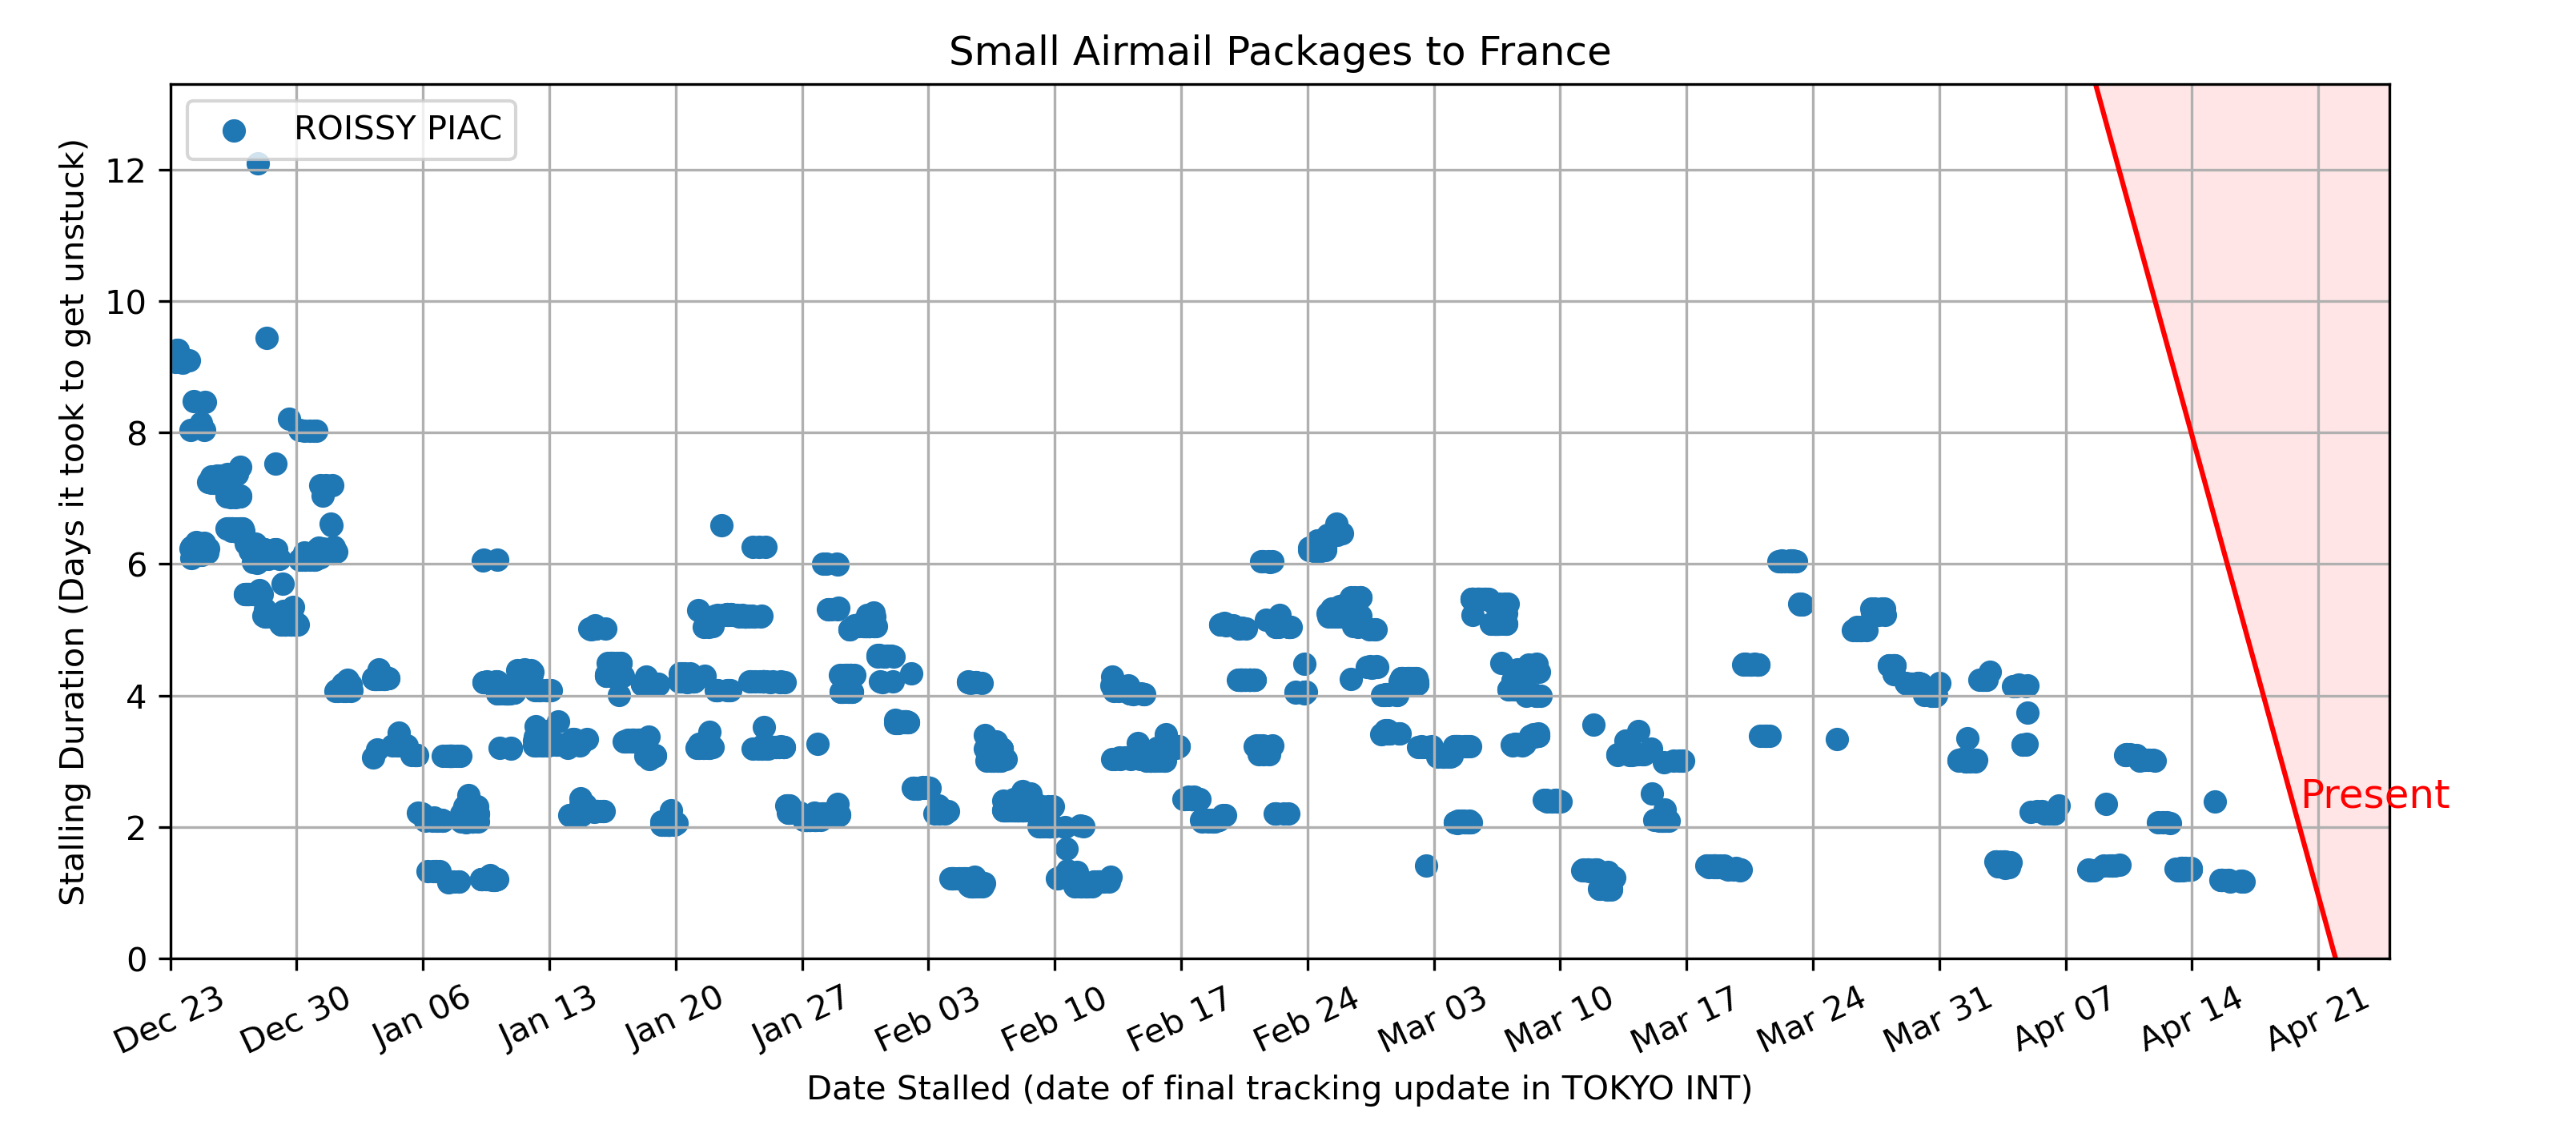 Small Airmail Packages to France
ROISSY PIAC
Stalling Duration (Days it took to get unstuck)
12
10
8
6
4
2
0
Present
Dec 23
Dec 30
Jan 06
Jan 13
Jan 20
Jan 27
Feb 03
Feb 10
Feb 17
Feb 24
Mar 03
Mar 10
Mar 17
Mar 24
Mar 31
Apr 07
Apr 14
Apr 21
Date Stalled (date of final tracking update in TOKYO INT)